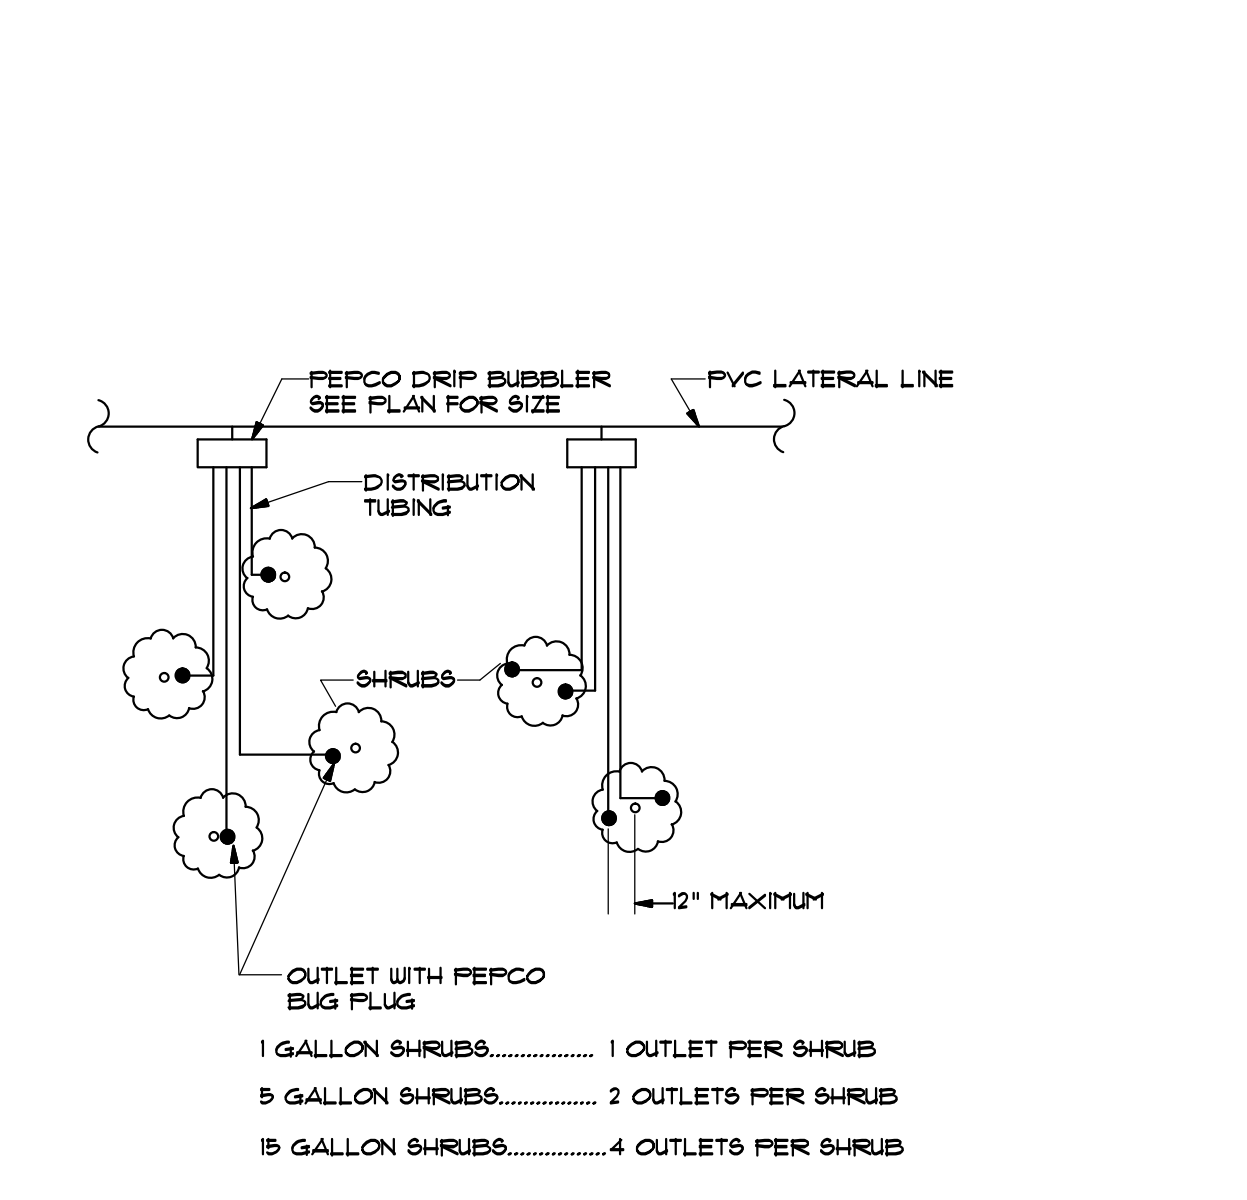 PEPCO DRIP BUBBLER
SEE PLAN FOR SIZE
PVC LATERAL LINE
DISTRIBUTION
TUBING
SHRUBS
12" MAXIMUM
OUTLET WITH PEPCO
BUG PLUG
1 GALLON SHRUBS................. 1 OUTLET PER SHRUB
5 GALLON SHRUBS................ 2 OUTLETS PER SHRUB
15 GALLON SHRUBS................4 OUTLETS PER SHRUB